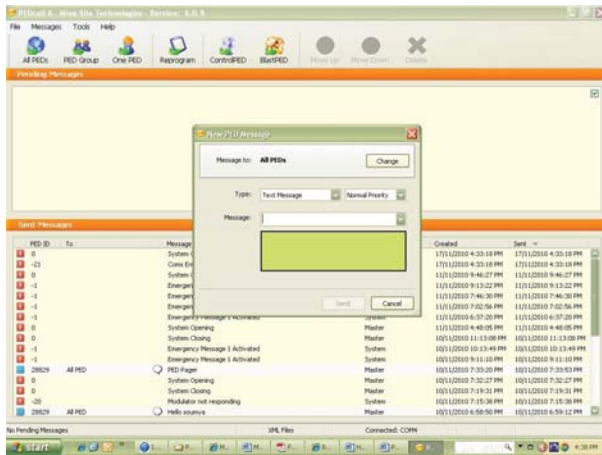 PEDcall 6 - Mine Site Technologies - Version: 6.0.9
File Messages Tools Help
All PEDs PED Group One PED Reprogram ControlPED BlastPED Move Up Move Down Delete
Pending Messages
New PED Message
Message to: All PEDs Change
Type: Text Message Normal Priority
Message:
Send Cancel
Sent Messages
PED ID To Message Created Sent
0 System 17/11/2010 4:33:18 PM 17/11/2010 4:33:18 PM
-21 Coms 17/11/2010 4:33:18 PM 17/11/2010 4:33:18 PM
0 System 11/11/2010 9:46:27 PM 11/11/2010 9:46:27 PM
-1 Emergen 11/11/2010 9:13:22 PM 11/11/2010 9:13:22 PM
-1 Emergen 11/11/2010 7:46:30 PM 11/11/2010 7:46:30 PM
-1 Emergen 11/11/2010 7:02:56 PM 11/11/2010 7:02:56 PM
-1 Emergency Message 1 Activated System 11/11/2010 6:37:20 PM 11/11/2010 6:37:20 PM
0 System Opening Master 11/11/2010 4:48:05 PM 11/11/2010 4:48:05 PM
0 System Closing Master 10/11/2010 11:13:08 PM 10/11/2010 11:13:08 PM
-1 Emergency Message 1 Activated System 10/11/2010 10:13:49 PM 10/11/2010 10:13:49 PM
-1 Emergency Message 1 Activated System 10/11/2010 9:11:10 PM 10/11/2010 9:11:10 PM
28829 All PED PED Pager Master 10/11/2010 7:33:20 PM 10/11/2010 7:33:53 PM
0 System Opening Master 10/11/2010 7:32:27 PM 10/11/2010 7:32:27 PM
0 System Closing Master 10/11/2010 7:19:31 PM 10/11/2010 7:19:31 PM
-20 Modulator not responding System 10/11/2010 7:15:38 PM 10/11/2010 7:15:38 PM
28829 All PED Hello soumya Master 10/11/2010 6:58:50 PM 10/11/2010 6:59:12 PM
No Pending Messages XML Files Connected: COM4
start 4:38 PM